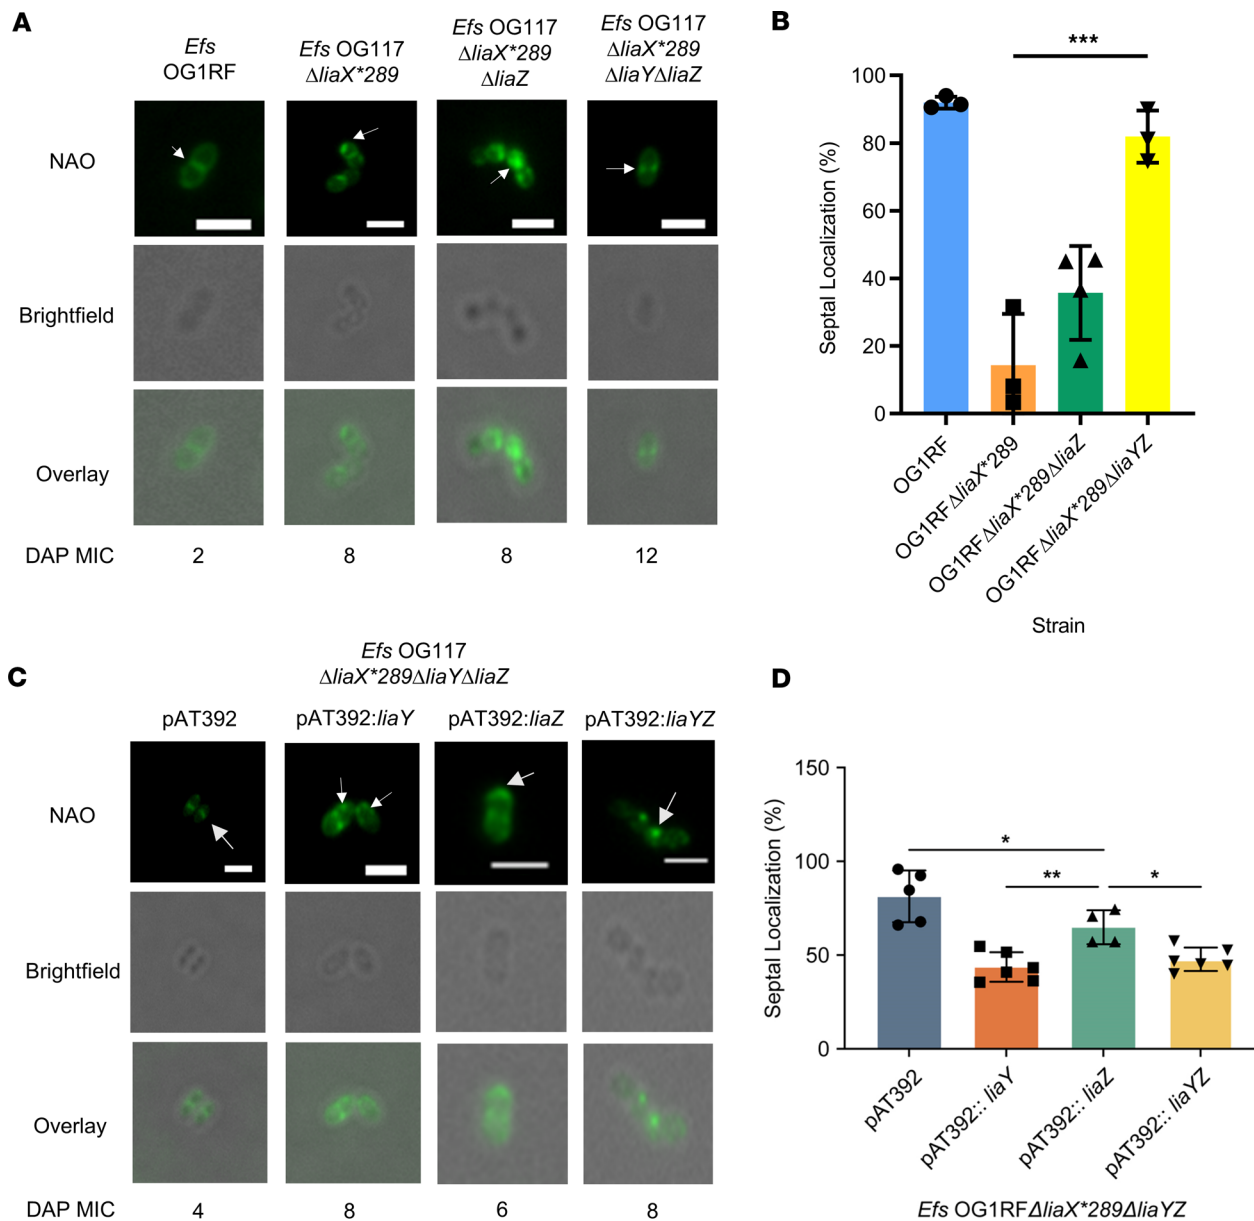 A
Efs
OG1RF
Efs OG117
ΔliaX*289
Efs OG117
ΔliaX*289
ΔliaZ
Efs OG117
ΔliaX*289
ΔliaYΔliaZ
NAO
Brightfield
Overlay
DAP MIC 2 8 8 12
B
***
Septal Localization (%)
100
80
60
40
20
0
OG1RF
OG1RFΔliaX*289
OG1RFΔliaX*289ΔliaZ
OG1RFΔliaX*289ΔliaYZ
Strain
C
Efs OG117
ΔliaX*289ΔliaYΔliaZ
pAT392 pAT392:liaY pAT392:liaZ pAT392:liaYZ
NAO
Brightfield
Overlay
DAP MIC 4 8 6 8
D
Septal Localization (%)
150
100
50
0
*
** *
pAT392
pAT392:: liaY
pAT392:: liaZ
pAT392:: liaYZ
Efs OG1RFΔliaX*289ΔliaYZ